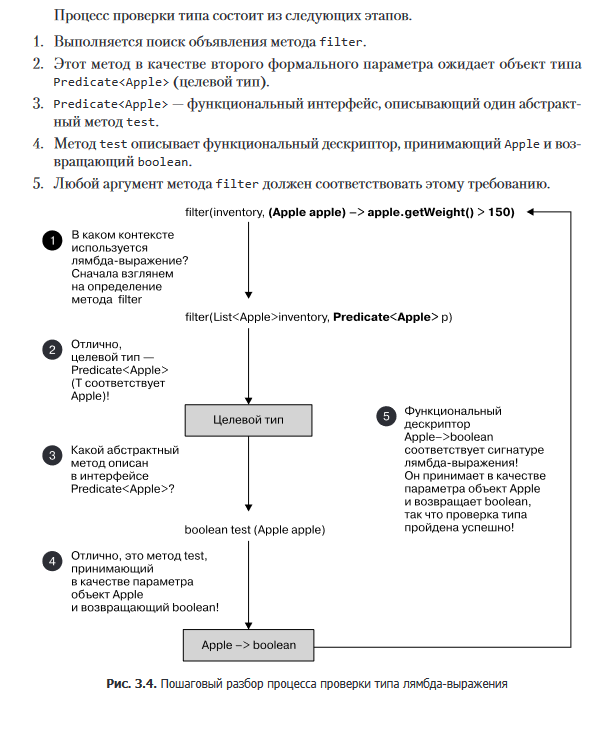 Процесс проверки типа состоит из следующих этапов.
1. Выполняется поиск объявления метода filter.
2. Этот метод в качестве второго формального параметра ожидает объект типа
Predicate<Apple> (целевой тип).
3. Predicate<Apple> — функциональный интерфейс, описывающий один абстракт-
ный метод test.
4. Метод test описывает функциональный дескриптор, принимающий Apple и воз-
вращающий boolean.
5. Любой аргумент метода filter должен соответствовать этому требованию.
filter(inventory, (Apple apple) –> apple.getWeight() > 150)
1 В каком контексте
используется
лямбда-выражение?
Сначала взглянем
на определение
метода filter
filter(List<Apple>inventory, Predicate<Apple> p)
2 Отлично,
целевой тип —
Predicate<Apple>
(T соответствует
Apple)!
Целевой тип
3 Какой абстрактный
метод описан
в интерфейсе
Predicate<Apple>?
boolean test (Apple apple)
4 Отлично, это метод test,
принимающий
в качестве параметра
объект Apple
и возвращающий boolean!
Apple –> boolean
5 Функциональный
дескриптор
Apple–>boolean
соответствует сигнатуре
лямбда-выражения!
Он принимает в качестве
параметра объект Apple
и возвращает boolean,
так что проверка типа
пройдена успешно!
Рис. 3.4. Пошаговый разбор процесса проверки типа лямбда-выражения